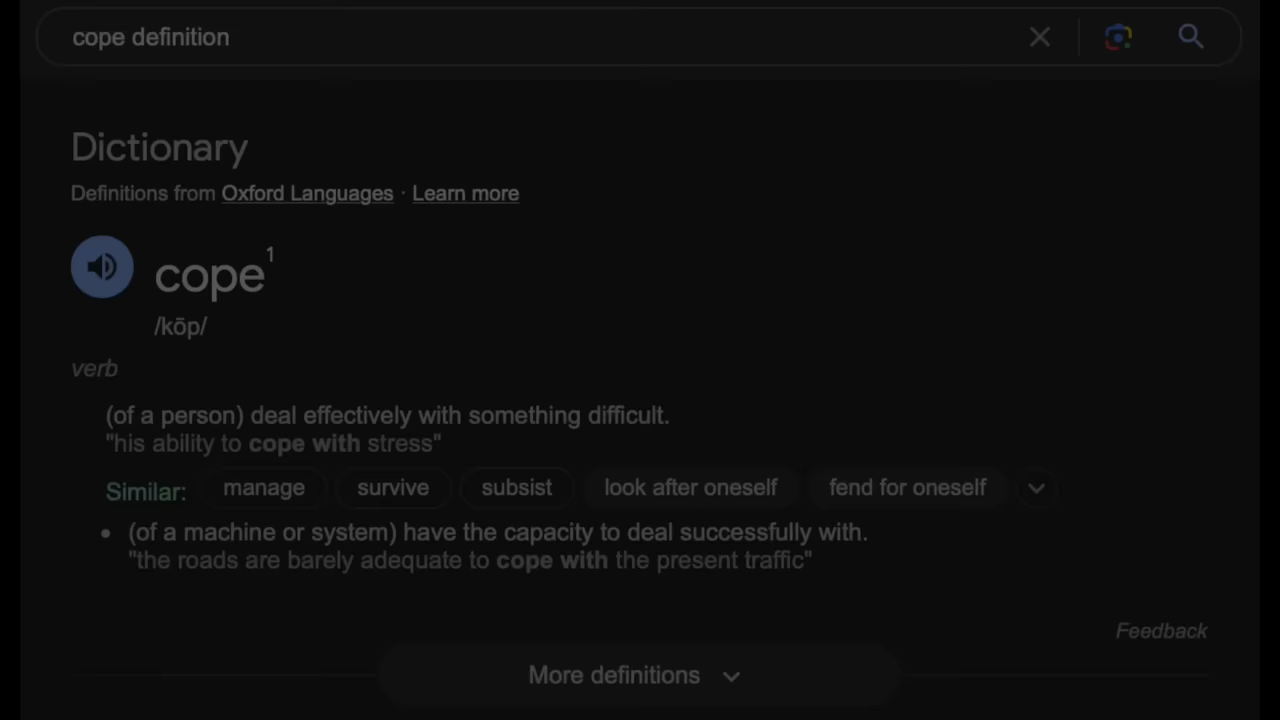 cope definition
Dictionary
Definitions from Oxford Languages · Learn more
cope¹
/kōp/
verb
(of a person) deal effectively with something difficult.
"his ability to cope with stress"
Similar: manage survive subsist look after oneself fend for oneself
• (of a machine or system) have the capacity to deal successfully with.
"the roads are barely adequate to cope with the present traffic"
Feedback
More definitions